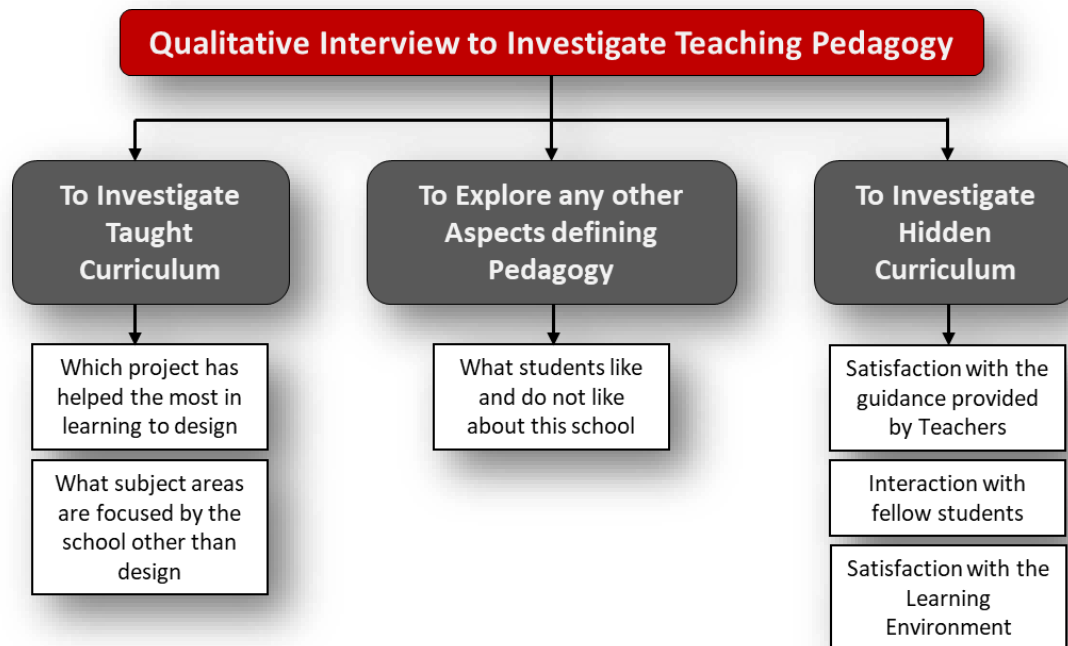 Qualitative Interview to Investigate Teaching Pedagogy
To Investigate
Taught
Curriculum
To Explore any other
Aspects defining
Pedagogy
To Investigate
Hidden
Curriculum
Which project has
helped the most in
learning to design
What subject areas
are focused by the
school other than
design
What students like
and do not like
about this school
Satisfaction with the
guidance provided
by Teachers
Interaction with
fellow students
Satisfaction with the
Learning
Environment